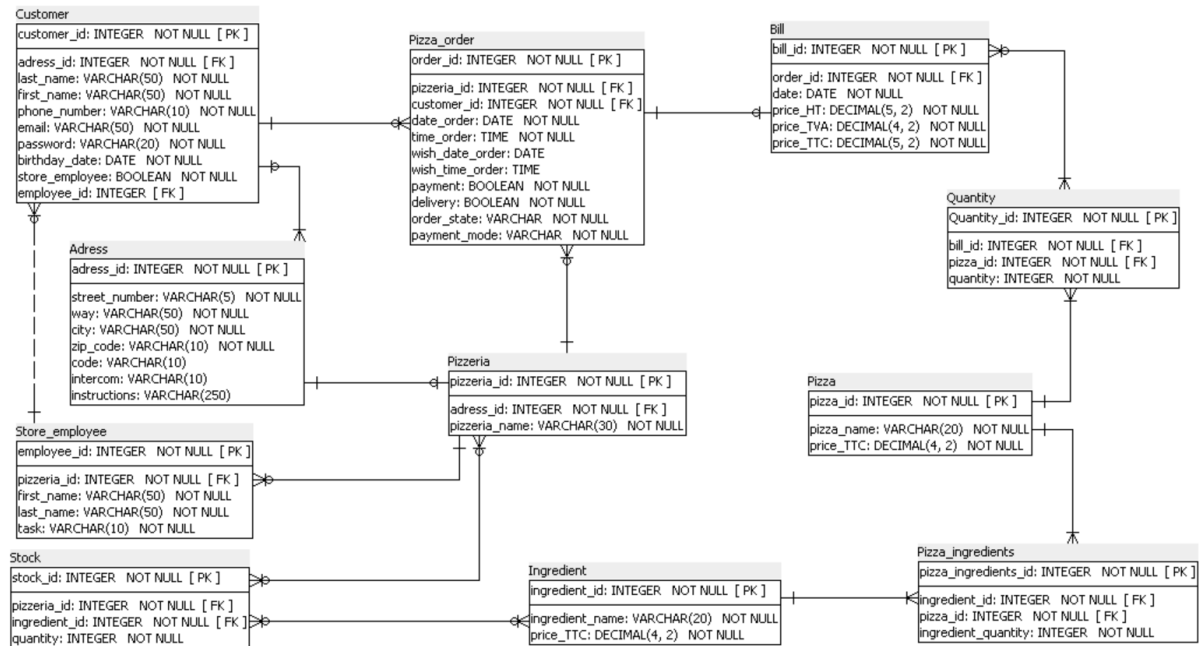 Customer
customer_id: INTEGER NOT NULL [ PK ]
adress_id: INTEGER NOT NULL [ FK ]
last_name: VARCHAR(50) NOT NULL
first_name: VARCHAR(50) NOT NULL
phone_number: VARCHAR(10) NOT NULL
email: VARCHAR(50) NOT NULL
password: VARCHAR(20) NOT NULL
birthday_date: DATE NOT NULL
store_employee: BOOLEAN NOT NULL
employee_id: INTEGER [ FK ]
Pizza_order
order_id: INTEGER NOT NULL [ PK ]
pizzeria_id: INTEGER NOT NULL [ FK ]
customer_id: INTEGER NOT NULL [ FK ]
date_order: DATE NOT NULL
time_order: TIME NOT NULL
wish_date_order: DATE
wish_time_order: TIME
payment: BOOLEAN NOT NULL
delivery: BOOLEAN NOT NULL
order_state: VARCHAR NOT NULL
payment_mode: VARCHAR NOT NULL
Bill
bill_id: INTEGER NOT NULL [ PK ]
order_id: INTEGER NOT NULL [ FK ]
date: DATE NOT NULL
price_HT: DECIMAL(5, 2) NOT NULL
price_TVA: DECIMAL(4, 2) NOT NULL
price_TTC: DECIMAL(5, 2) NOT NULL
Quantity
Quantity_id: INTEGER NOT NULL [ PK ]
bill_id: INTEGER NOT NULL [ FK ]
pizza_id: INTEGER NOT NULL [ FK ]
quantity: INTEGER NOT NULL
Adress
adress_id: INTEGER NOT NULL [ PK ]
street_number: VARCHAR(5) NOT NULL
way: VARCHAR(50) NOT NULL
city: VARCHAR(50) NOT NULL
zip_code: VARCHAR(10) NOT NULL
code: VARCHAR(10)
intercom: VARCHAR(10)
instructions: VARCHAR(250)
Pizzeria
pizzeria_id: INTEGER NOT NULL [ PK ]
adress_id: INTEGER NOT NULL [ FK ]
pizzeria_name: VARCHAR(30) NOT NULL
Pizza
pizza_id: INTEGER NOT NULL [ PK ]
pizza_name: VARCHAR(20) NOT NULL
price_TTC: DECIMAL(4, 2) NOT NULL
Store_employee
employee_id: INTEGER NOT NULL [ PK ]
pizzeria_id: INTEGER NOT NULL [ FK ]
first_name: VARCHAR(50) NOT NULL
last_name: VARCHAR(50) NOT NULL
task: VARCHAR(10) NOT NULL
Stock
stock_id: INTEGER NOT NULL [ PK ]
pizzeria_id: INTEGER NOT NULL [ FK ]
ingredient_id: INTEGER NOT NULL [ FK ]
quantity: INTEGER NOT NULL
Ingredient
ingredient_id: INTEGER NOT NULL [ PK ]
ingredient_name: VARCHAR(20) NOT NULL
price_TTC: DECIMAL(4, 2) NOT NULL
Pizza_ingredients
pizza_ingredients_id: INTEGER NOT NULL [ PK ]
ingredient_id: INTEGER NOT NULL [ FK ]
pizza_id: INTEGER NOT NULL [ FK ]
ingredient_quantity: INTEGER NOT NULL